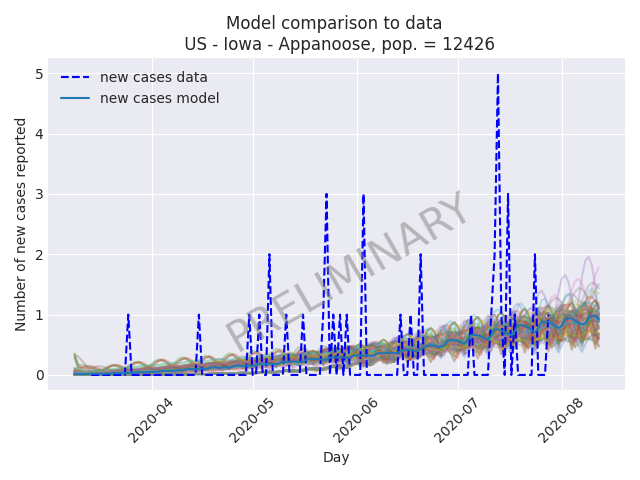 Model comparison to data
US - Iowa - Appanoose, pop. = 12426
new cases data
new cases model
PRELIMINARY
Number of new cases reported
5
4
3
2
1
0
2020-04
2020-05
2020-06
2020-07
2020-08
Day